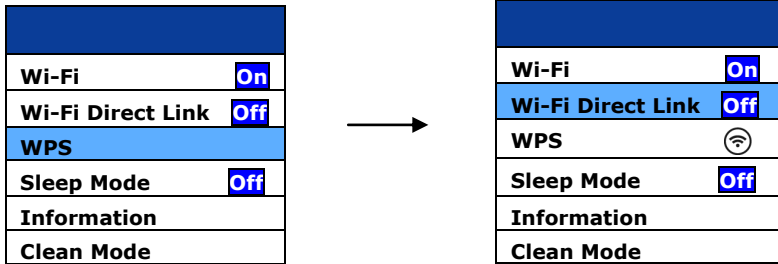 Wi-Fi On
Wi-Fi Direct Link Off
WPS
Sleep Mode Off
Information
Clean Mode
Wi-Fi On
Wi-Fi Direct Link Off
WPS
Sleep Mode Off
Information
Clean Mode